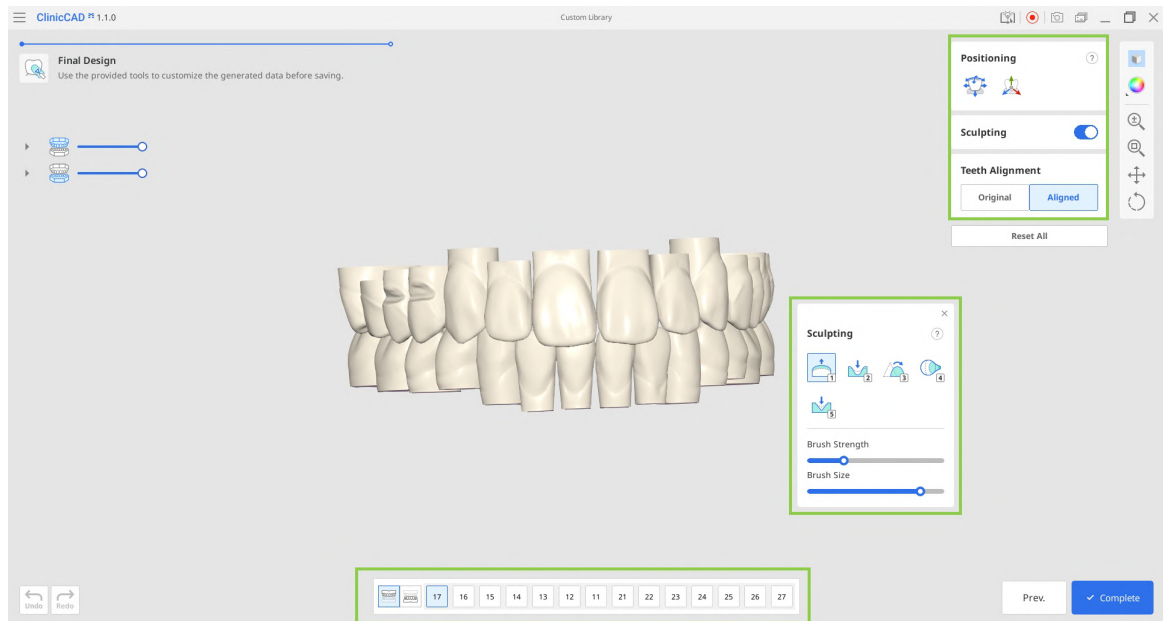 ClinicCAD 1.1.0
Custom Library
Final Design
Use the provided tools to customize the generated data before saving.
Positioning
?
Sculpting
Teeth Alignment
Original Aligned
Reset All
Sculpting
?
1 2 3 4
5
Brush Strength
Brush Size
Undo Redo
17 16 15 14 13 12 11 21 22 23 24 25 26 27
Prev. Complete